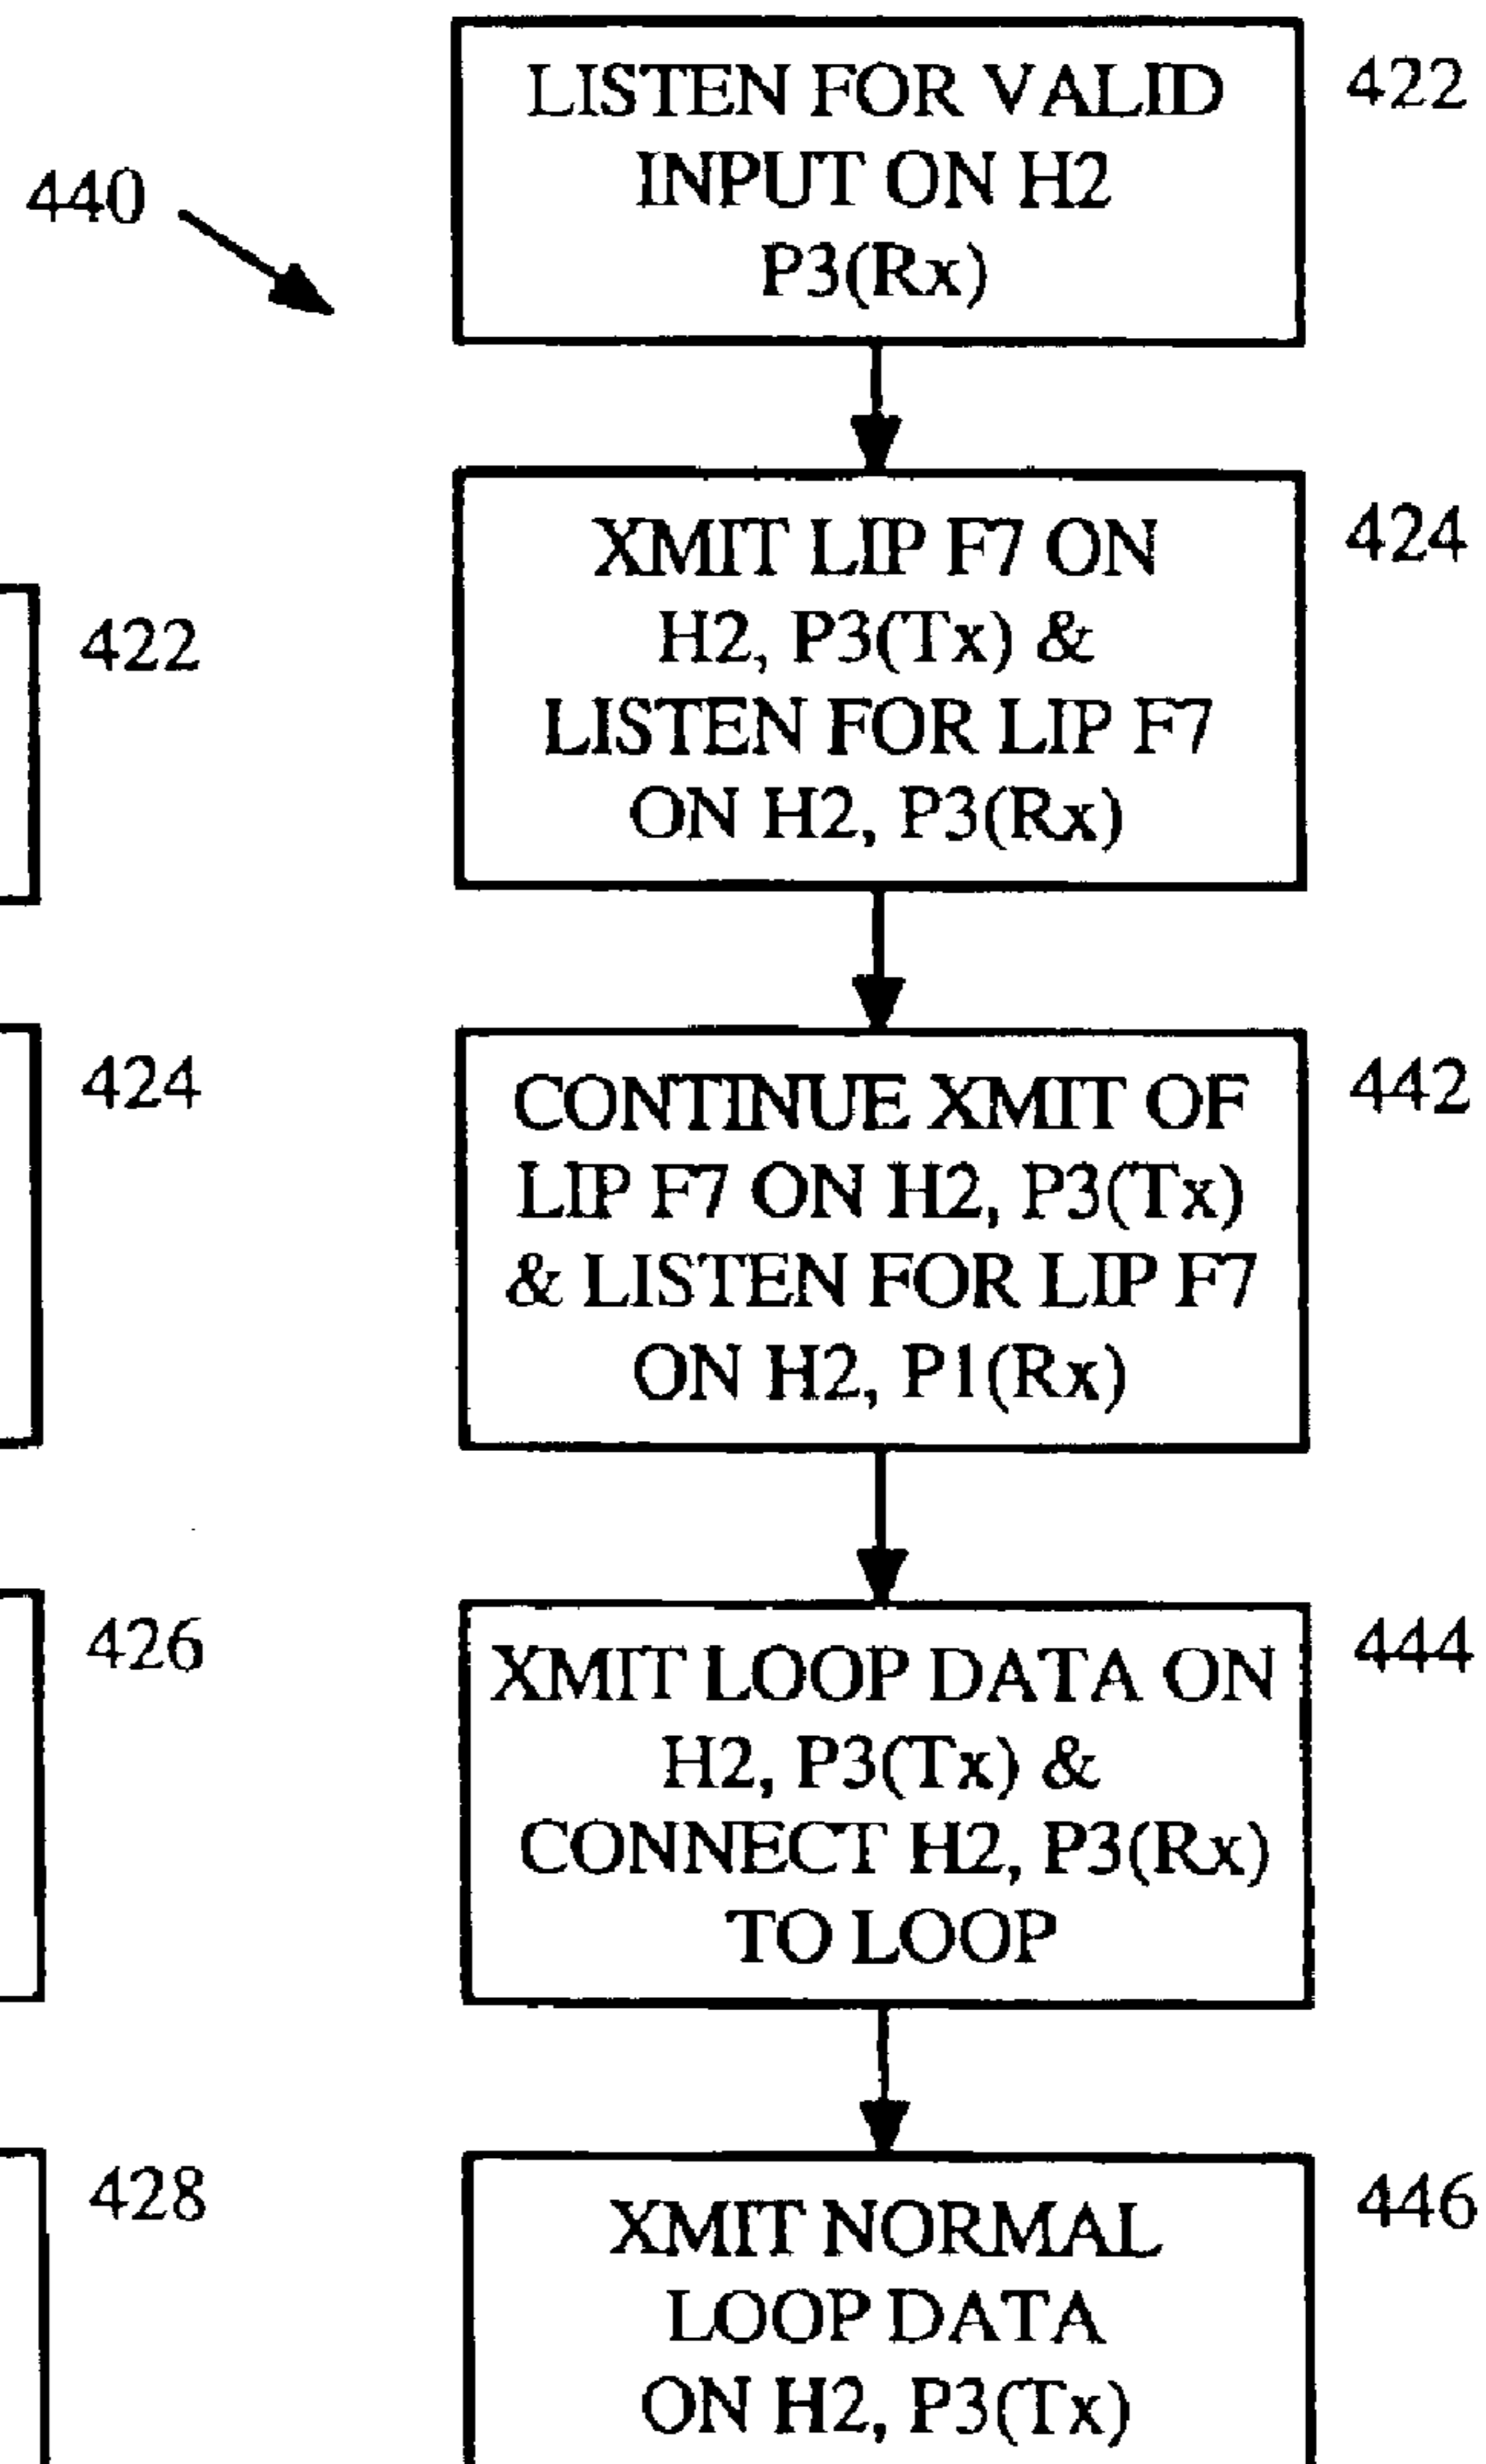 440
422
424
426
428
LISTEN FOR VALID
INPUT ON H2
P3(Rx)
422
XMIT LIP F7 ON
H2, P3(Tx) &
LISTEN FOR LIP F7
ON H2, P3(Rx)
424
CONTINUE XMIT OF
LIP F7 ON H2, P3(Tx)
& LISTEN FOR LIP F7
ON H2, P1(Rx)
442
XMIT LOOP DATA ON
H2, P3(Tx) &
CONNECT H2, P3(Rx)
TO LOOP
444
XMIT NORMAL
LOOP DATA
ON H2, P3(Tx)
446